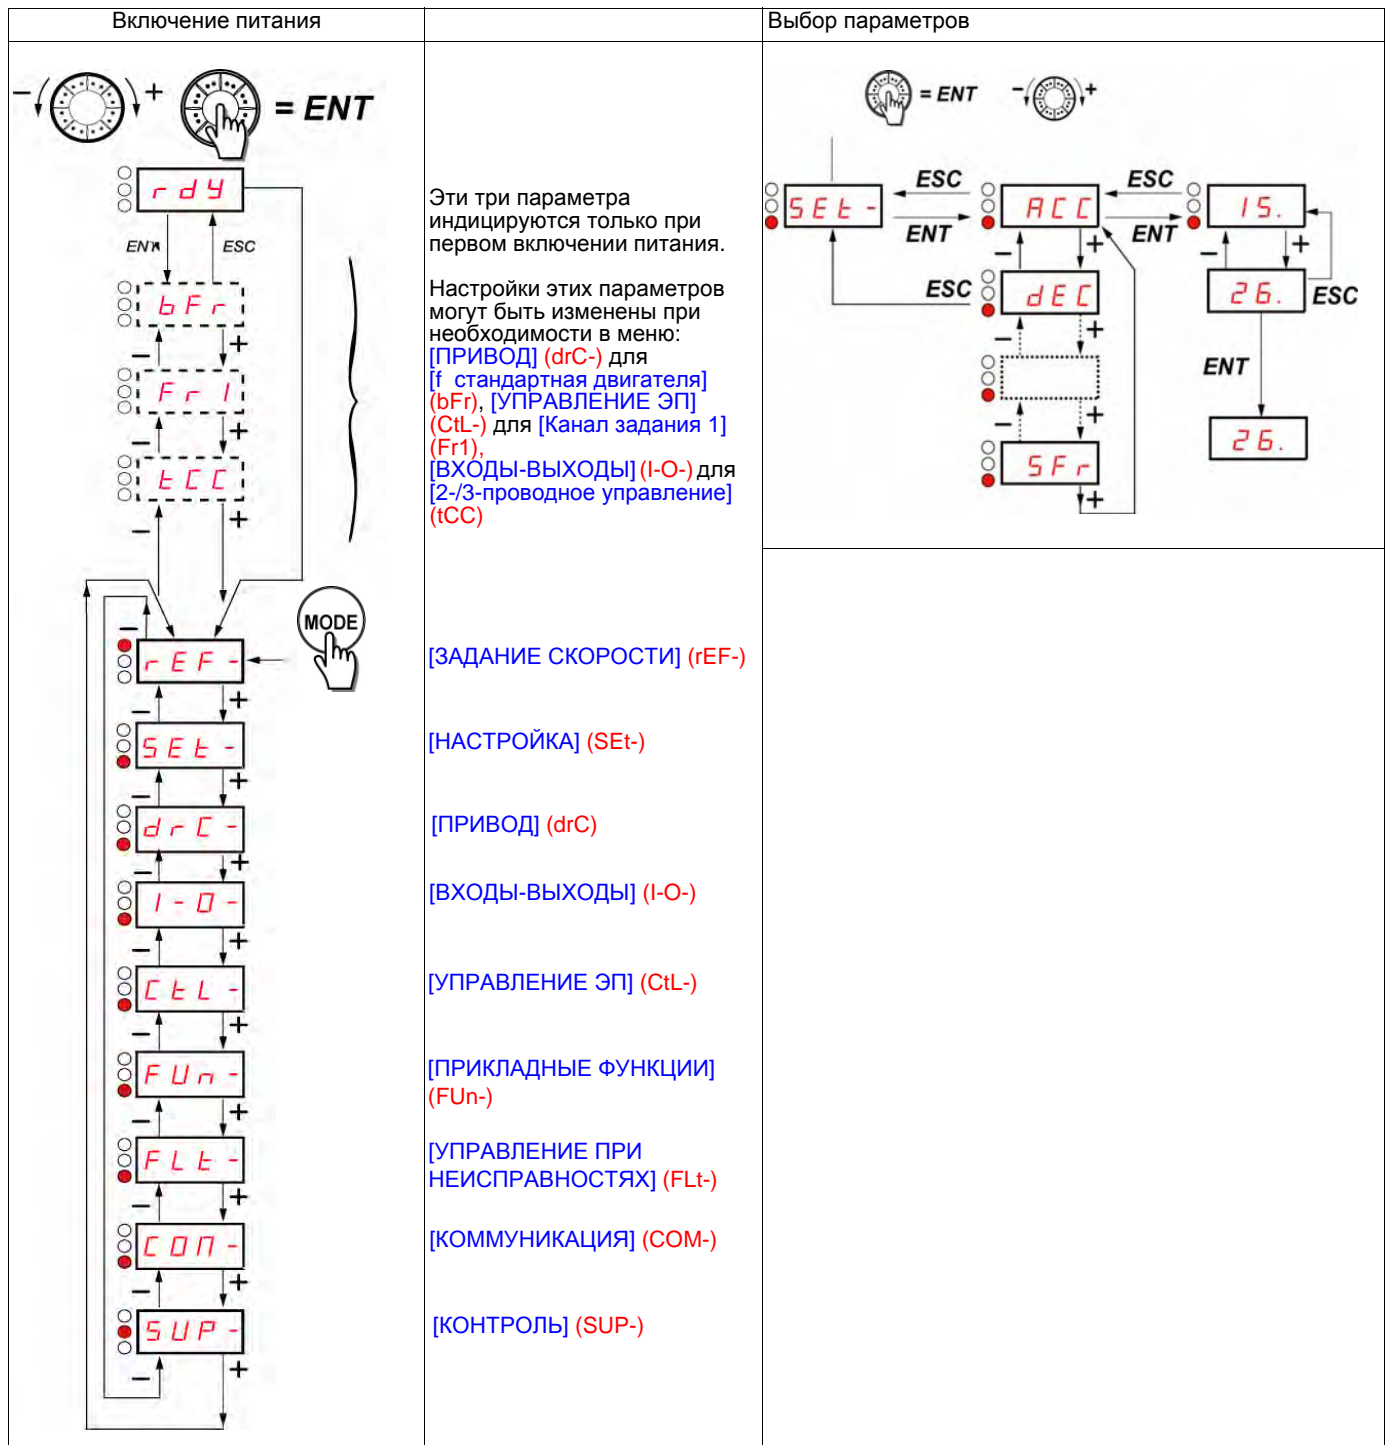 Включение питания
Выбор параметров
− + = ENT
rdY
ENT ESC
bFr
− +
Fr1
− +
tCC
− +
Эти три параметра
индицируются только при
первом включении питания.
Настройки этих параметров
могут быть изменены при
необходимости в меню:
[ПРИВОД] (drC-) для
[f стандартная двигателя]
(bFr), [УПРАВЛЕНИЕ ЭП]
(CtL-) для [Канал задания 1]
(Fr1),
[ВХОДЫ-ВЫХОДЫ] (I-O-) для
[2-/3-проводное управление]
(tCC)
= ENT − +
ESC ESC
SEt- ACC 15.
ENT ENT
− + − +
ESC dEC 26. ESC
− +
ENT
− +
26.
SFr
+
MODE
−
rEF- [ЗАДАНИЕ СКОРОСТИ] (rEF-)
− +
SEt- [НАСТРОЙКА] (SEt-)
− +
drC- [ПРИВОД] (drC)
− +
I-O- [ВХОДЫ-ВЫХОДЫ] (I-O-)
− +
CtL- [УПРАВЛЕНИЕ ЭП] (CtL-)
− +
FUn- [ПРИКЛАДНЫЕ ФУНКЦИИ]
(FUn-)
− +
FLt- [УПРАВЛЕНИЕ ПРИ
НЕИСПРАВНОСТЯХ] (FLt-)
− +
COM- [КОММУНИКАЦИЯ] (COM-)
− +
SUP- [КОНТРОЛЬ] (SUP-)
− +